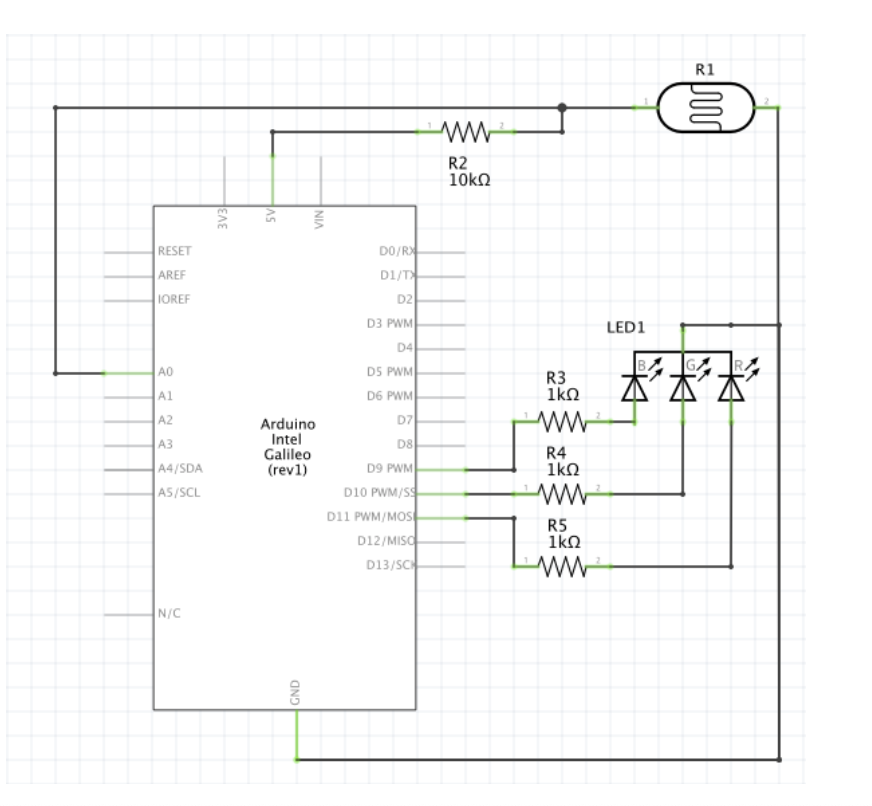 R1
1
2
1
2
R2
10kΩ
3V3
5V
VIN
RESET
AREF
IOREF
A0
A1
A2
A3
A4/SDA
A5/SCL
N/C
Arduino
Intel
Galileo
(rev1)
D0/RX
D1/TX
D2
D3 PWM
D4
D5 PWM
D6 PWM
D7
D8
D9 PWM
D10 PWM/SS
D11 PWM/MOSI
D12/MISO
D13/SCK
GND
LED1
B
G
R
R3
1kΩ
1
2
R4
1kΩ
1
2
R5
1kΩ
1
2